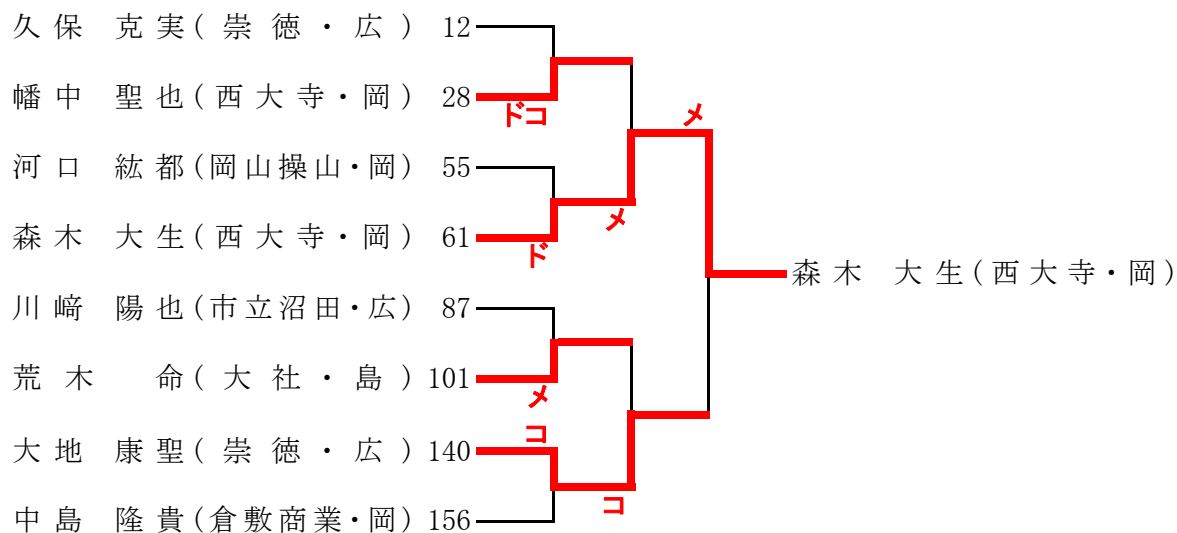 久保 克実(崇徳・広) 12
幡中 聖也(西大寺・岡) 28
ドコ
メ
河口 紘都(岡山操山・岡) 55
森木 大生(西大寺・岡) 61
ド
メ
森木 大生(西大寺・岡)
川﨑 陽也(市立沼田・広) 87
荒木 命(大社・島) 101
メ
コ
大地 康聖(崇徳・広) 140
コ
中島 隆貴(倉敷商業・岡) 156